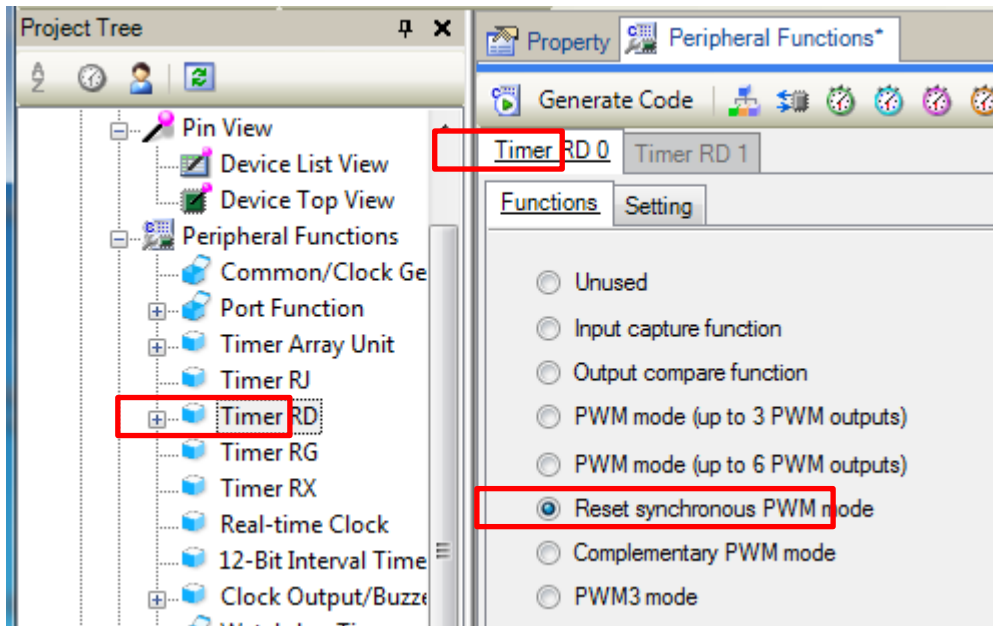 Project Tree
Pin View
Device List View
Device Top View
Peripheral Functions
Common/Clock Ge
Port Function
Timer Array Unit
Timer RJ
Timer RD
Timer RG
Timer RX
Real-time Clock
12-Bit Interval Time
Clock Output/Buzze
Property
Peripheral Functions*
Generate Code
Timer RD 0
Timer RD 1
Functions
Setting
Unused
Input capture function
Output compare function
PWM mode (up to 3 PWM outputs)
PWM mode (up to 6 PWM outputs)
Reset synchronous PWM mode
Complementary PWM mode
PWM3 mode